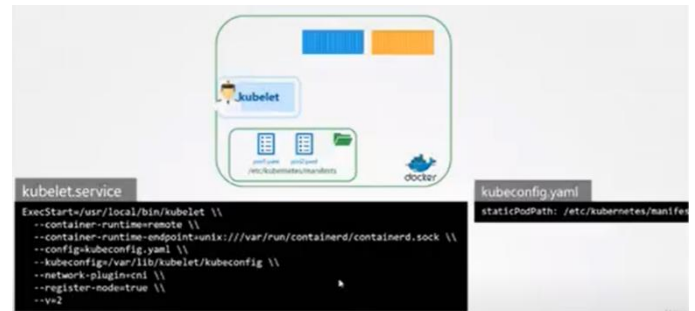 kubelet
pod1.yaml pod2.yaml
/etc/kubernetes/manifests
docker
kubelet.service
ExecStart=/usr/local/bin/kubelet \\
--container-runtime=remote \\
--container-runtime-endpoint=unix:///var/run/containerd/containerd.sock \\
--config=kubeconfig.yaml \\
--kubeconfig=/var/lib/kubelet/kubeconfig \\
--network-plugin=cni \\
--register-node=true \\
--v=2
kubeconfig.yaml
staticPodPath: /etc/kubernetes/manifes